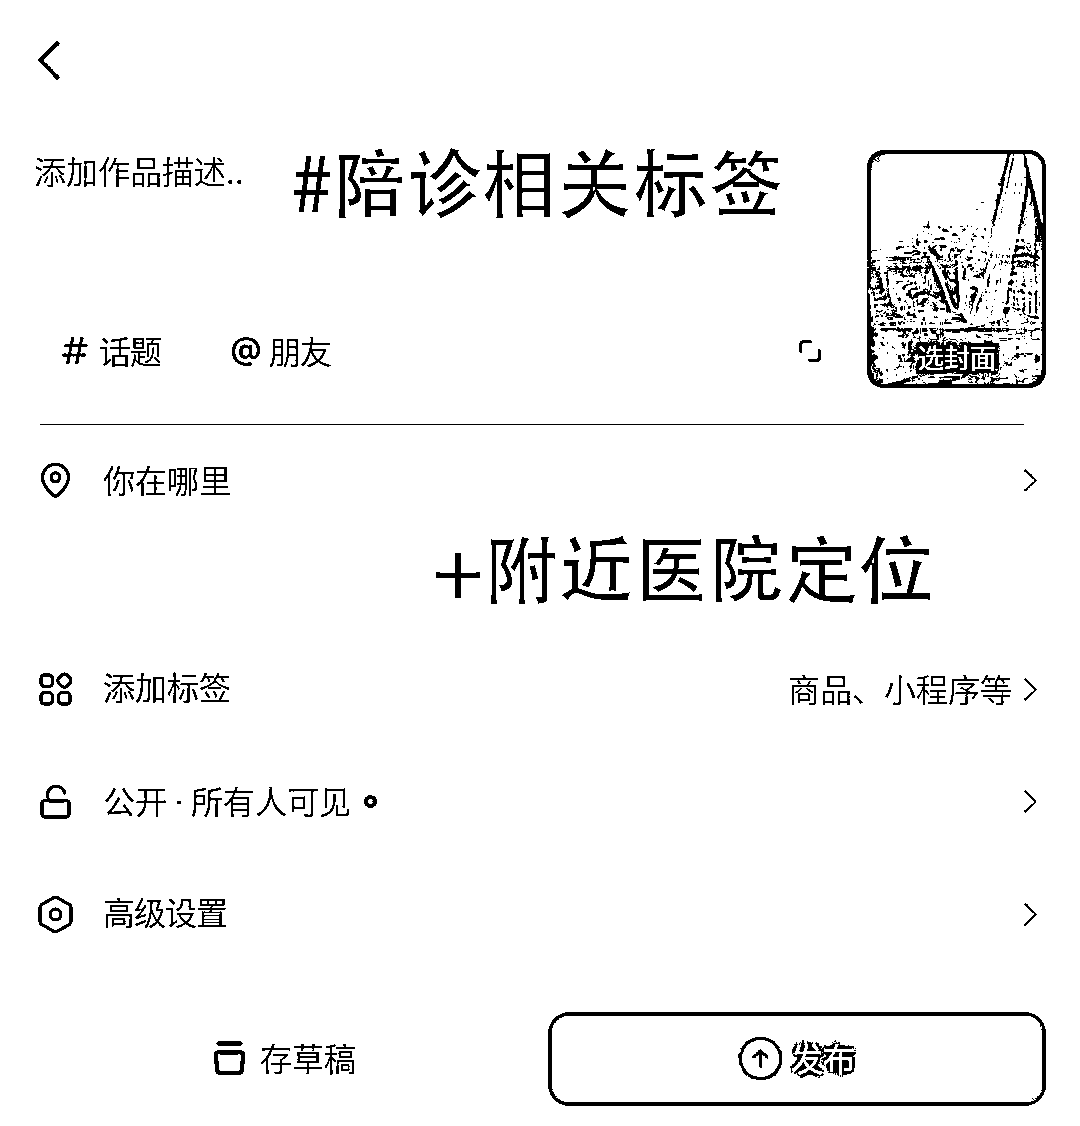 添加作品描述.. #陪诊相关标签
# 话题 @朋友
选封面
你在哪里
+附近医院定位
添加标签 商品、小程序等
公开 · 所有人可见
高级设置
存草稿 发布